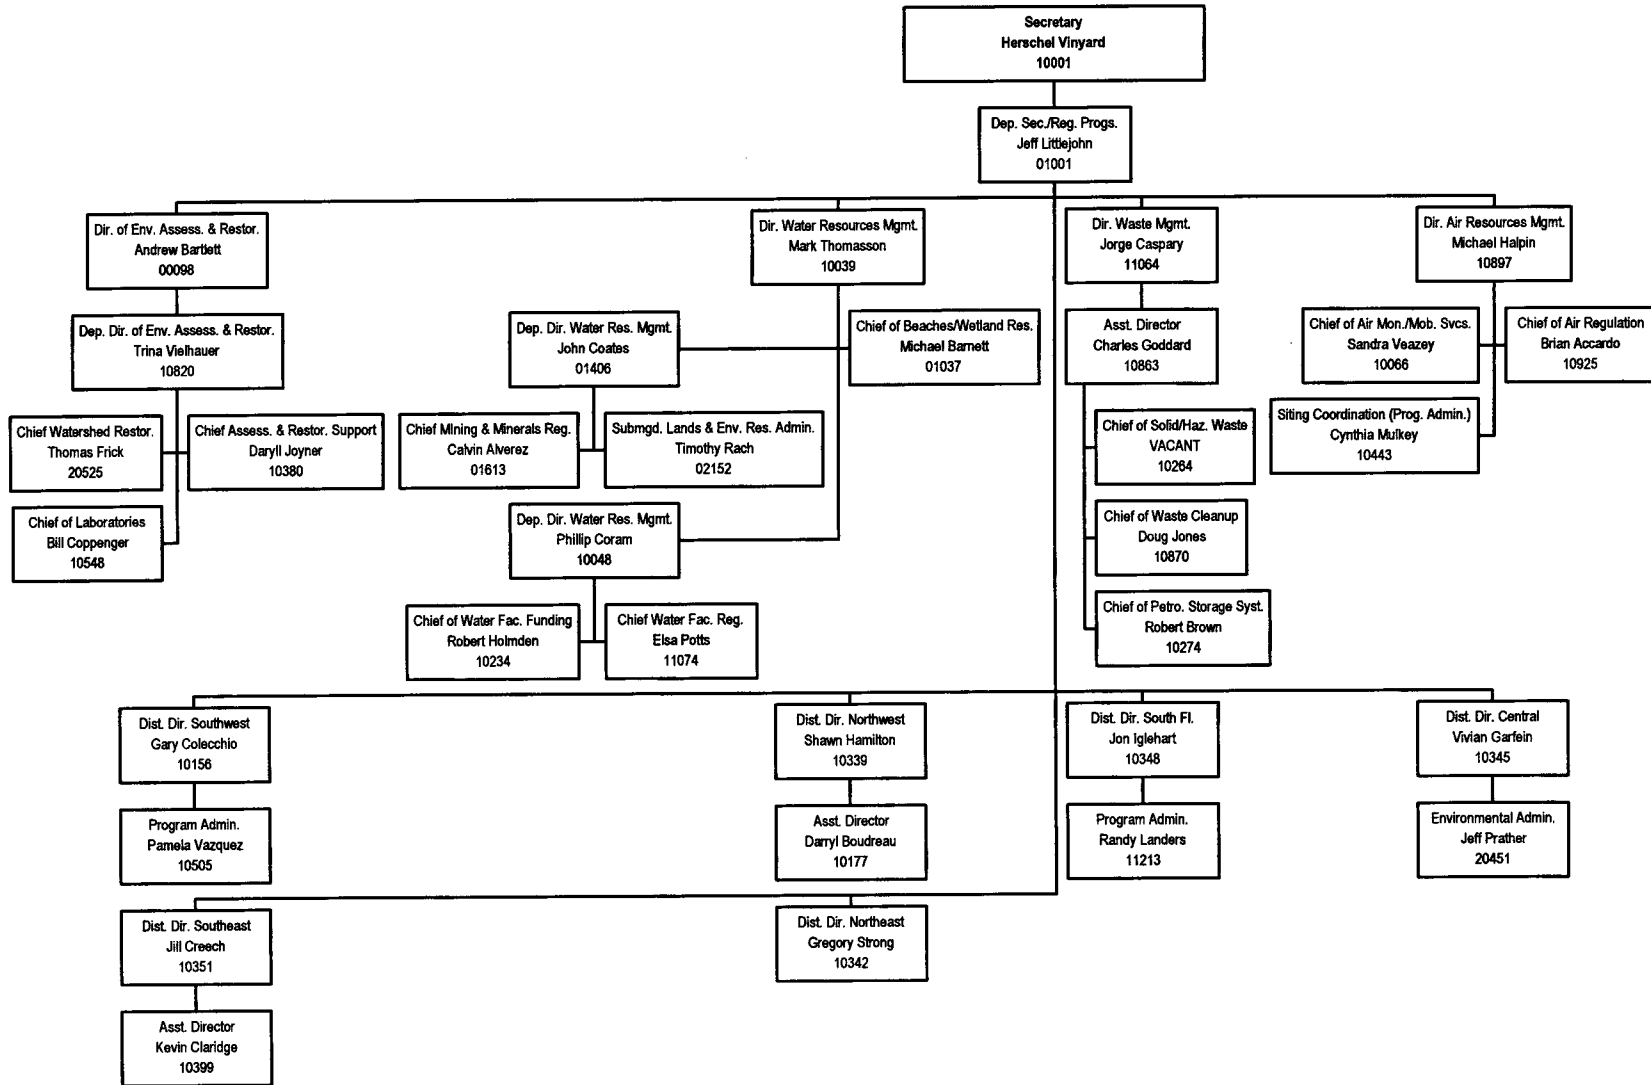 Secretary
Herschel Vinyard
10001
Dep. Sec./Reg. Progs.
Jeff Littlejohn
01001
Dir. of Env. Assess. & Restor.
Andrew Bartlett
00098
Dir. Water Resources Mgmt.
Mark Thomasson
10039
Dir. Waste Mgmt.
Jorge Caspary
11064
Dir. Air Resources Mgmt.
Michael Halpin
10897
Dep. Dir. of Env. Assess. & Restor.
Trina Vielhauer
10820
Dep. Dir. Water Res. Mgmt.
John Coates
01406
Chief of Beaches/Wetland Res.
Michael Barnett
01037
Asst. Director
Charles Goddard
10863
Chief of Air Mon./Mob. Svcs.
Sandra Veazey
10066
Chief of Air Regulation
Brian Accardo
10925
Chief Watershed Restor.
Thomas Frick
20525
Chief Assess. & Restor. Support
Daryll Joyner
10380
Chief Mining & Minerals Reg.
Calvin Alverez
01613
Submgd. Lands & Env. Res. Admin.
Timothy Rach
02152
Chief of Solid/Haz. Waste
VACANT
10264
Siting Coordination (Prog. Admin.)
Cynthia Mulkey
10443
Chief of Laboratories
Bill Coppenger
10548
Dep. Dir. Water Res. Mgmt.
Phillip Coram
10048
Chief of Waste Cleanup
Doug Jones
10870
Chief of Water Fac. Funding
Robert Holmden
10234
Chief Water Fac. Reg.
Elsa Potts
11074
Chief of Petro. Storage Syst.
Robert Brown
10274
Dist. Dir. Southwest
Gary Colecchio
10156
Dist. Dir. Northwest
Shawn Hamilton
10339
Dist. Dir. South Fl.
Jon Iglehart
10348
Dist. Dir. Central
Vivian Garfein
10345
Program Admin.
Pamela Vazquez
10505
Asst. Director
Darryl Boudreau
10177
Program Admin.
Randy Landers
11213
Environmental Admin.
Jeff Prather
20451
Dist. Dir. Southeast
Jill Creech
10351
Dist. Dir. Northeast
Gregory Strong
10342
Asst. Director
Kevin Claridge
10399